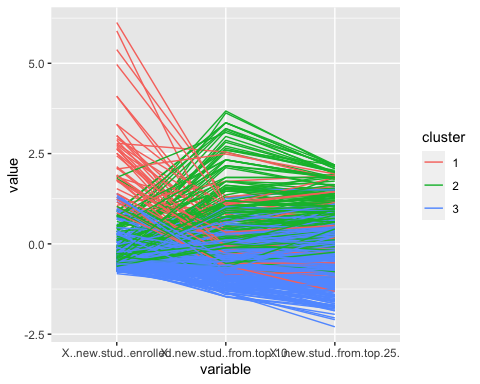 5.0
2.5
0.0
-2.5
value
X..new.stud..enrolled
X..new.stud..from.top.10.
X..new.stud..from.top.25.
variable
cluster
1
2
3